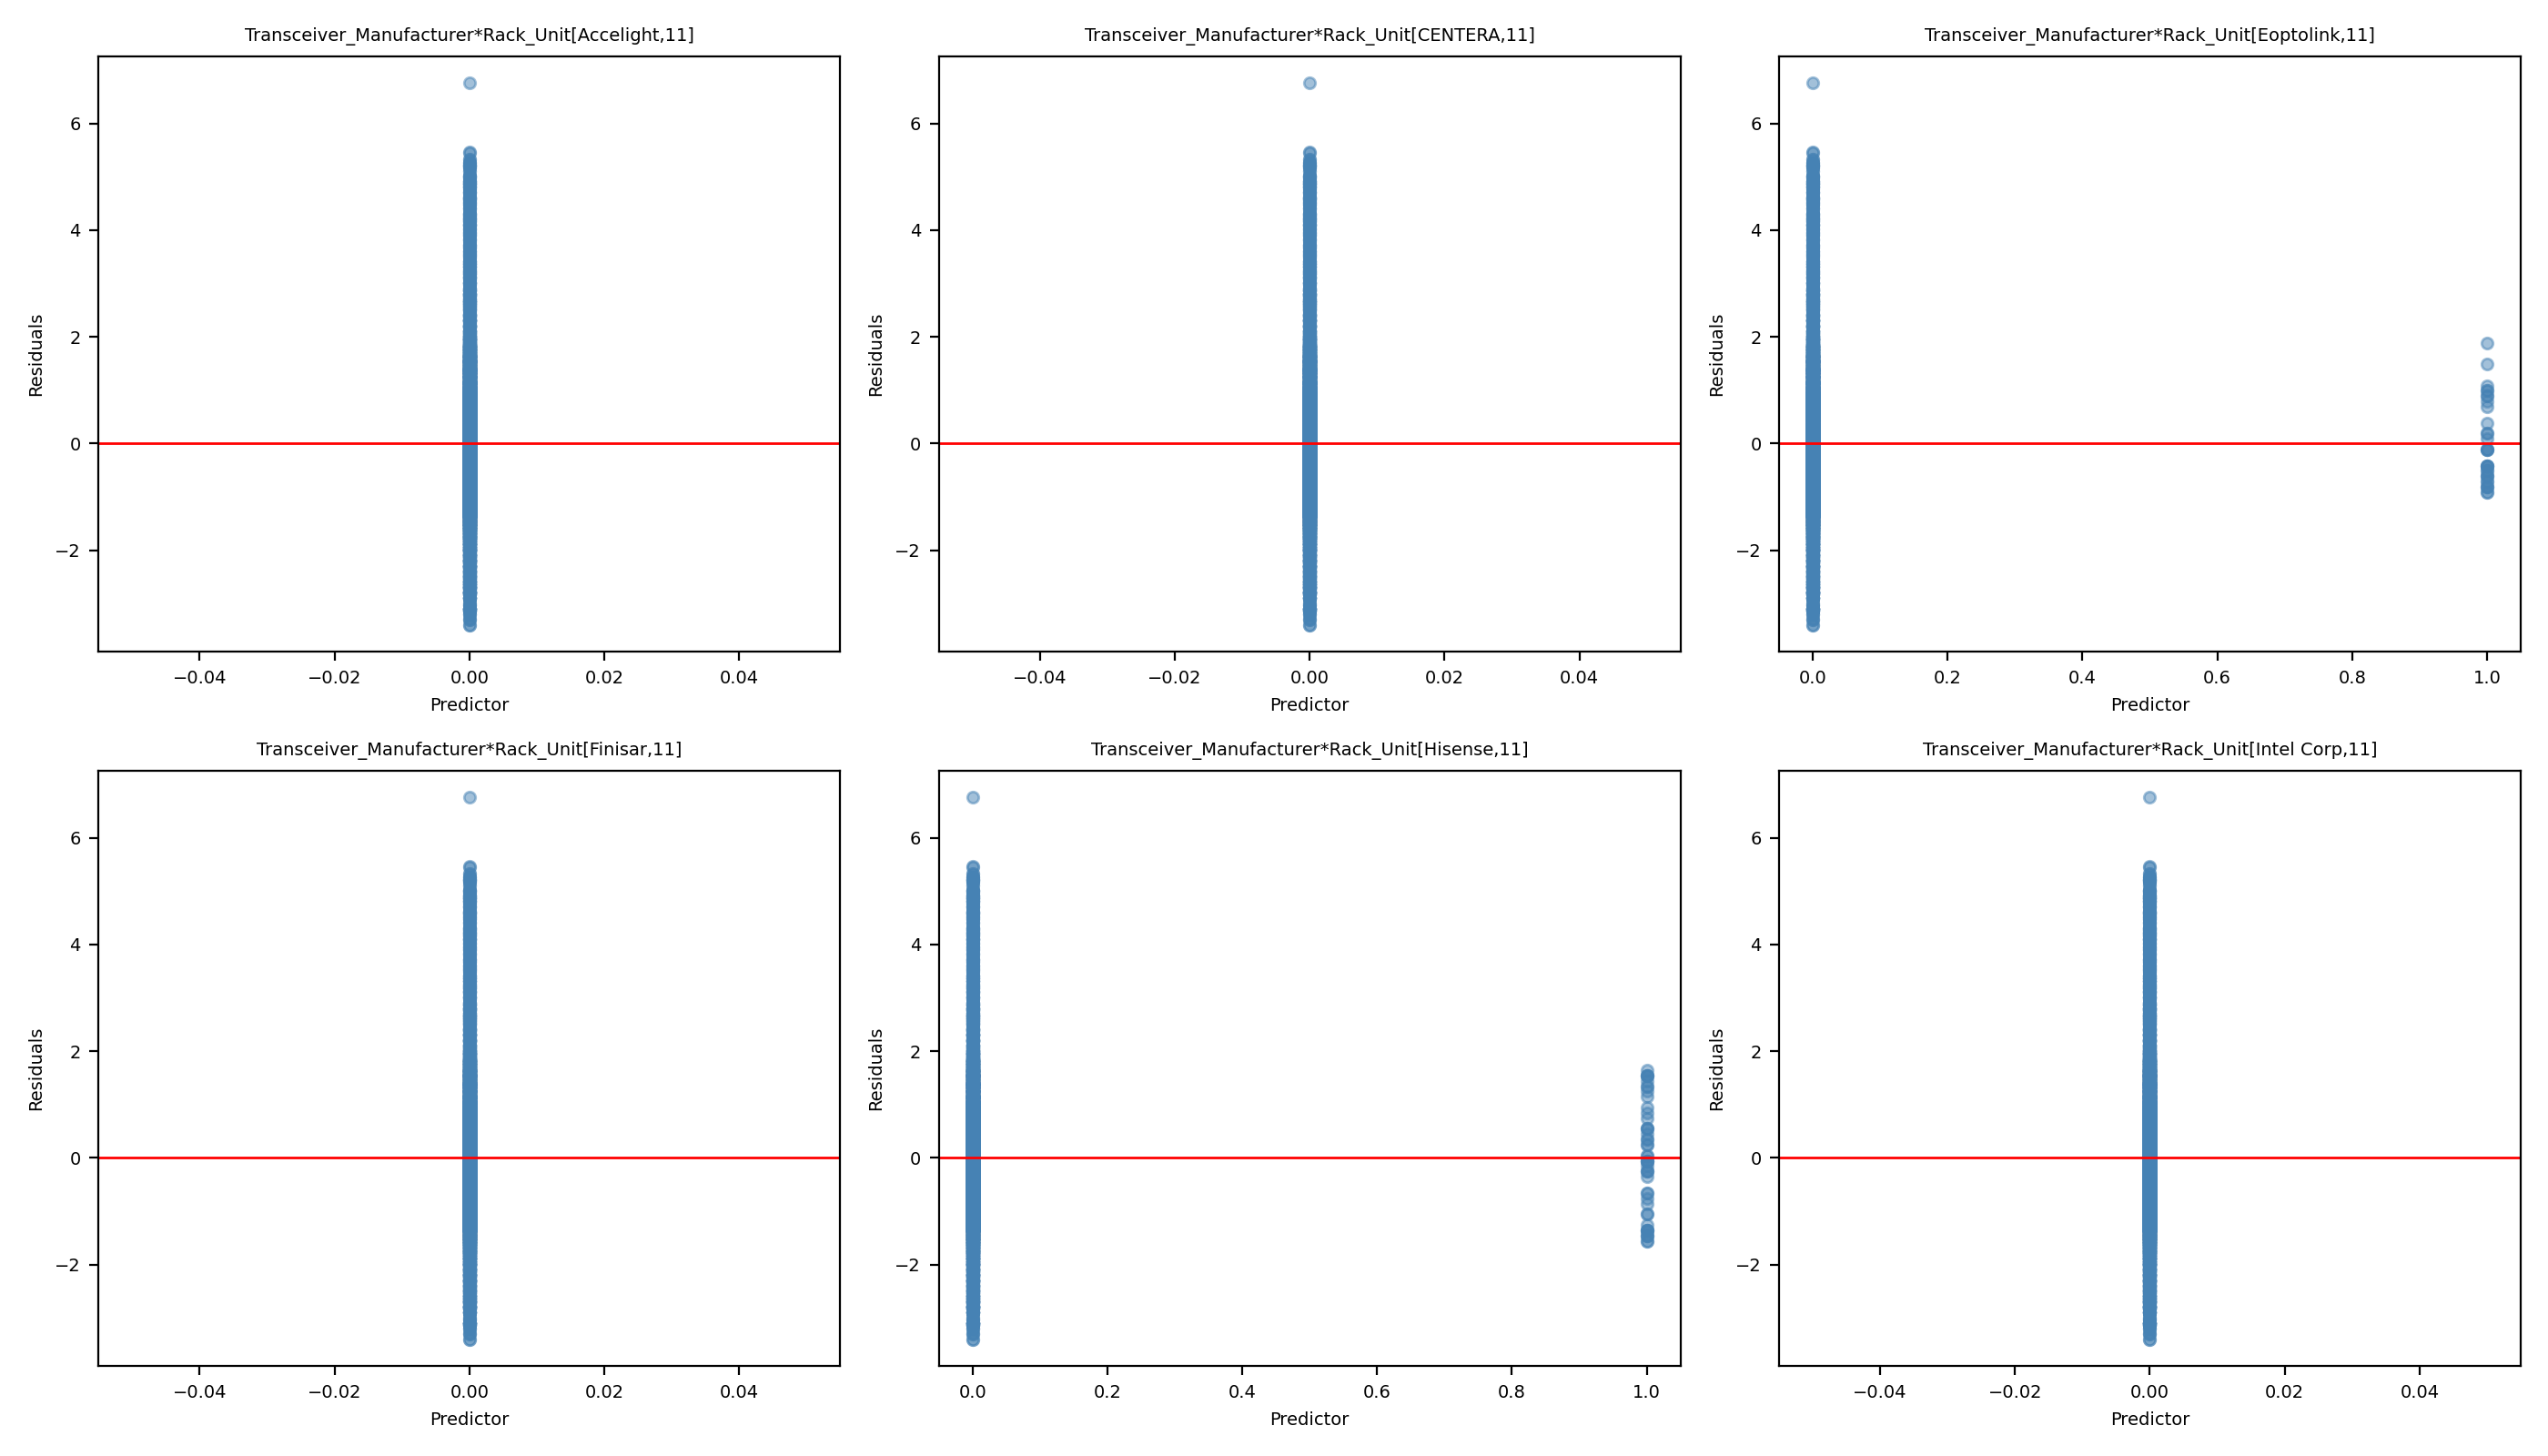 Transceiver_Manufacturer*Rack_Unit[Accelight,11]
Residuals
6
4
2
0
−2
−0.04 −0.02 0.00 0.02 0.04
Predictor
Transceiver_Manufacturer*Rack_Unit[CENTERA,11]
Residuals
6
4
2
0
−2
−0.04 −0.02 0.00 0.02 0.04
Predictor
Transceiver_Manufacturer*Rack_Unit[Eoptolink,11]
Residuals
6
4
2
0
−2
0.0 0.2 0.4 0.6 0.8 1.0
Predictor
Transceiver_Manufacturer*Rack_Unit[Finisar,11]
Residuals
6
4
2
0
−2
−0.04 −0.02 0.00 0.02 0.04
Predictor
Transceiver_Manufacturer*Rack_Unit[Hisense,11]
Residuals
6
4
2
0
−2
0.0 0.2 0.4 0.6 0.8 1.0
Predictor
Transceiver_Manufacturer*Rack_Unit[Intel Corp,11]
Residuals
6
4
2
0
−2
−0.04 −0.02 0.00 0.02 0.04
Predictor